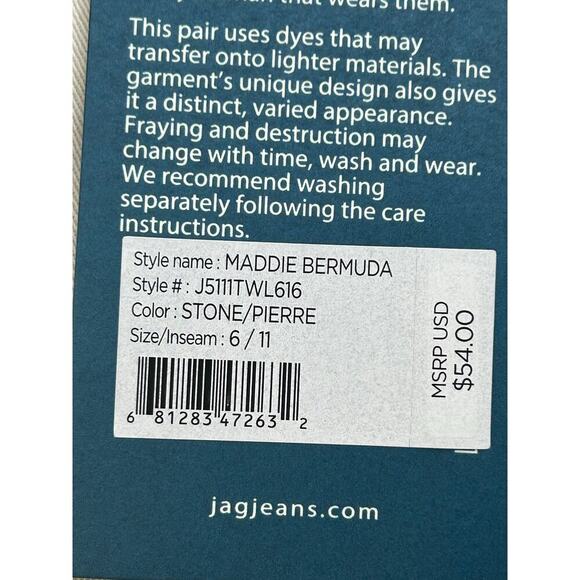 that wears them.
This pair uses dyes that may
transfer onto lighter materials. The
garment's unique design also gives
it a distinct, varied appearance.
Fraying and destruction may
change with time, wash and wear.
We recommend washing
separately following the care
instructions.
Style name : MADDIE BERMUDA
Style # : J5111TWL616
Color : STONE/PIERRE
Size/Inseam : 6 / 11
6 81283 47263 2
MSRP USD
$54.00
jagjeans.com